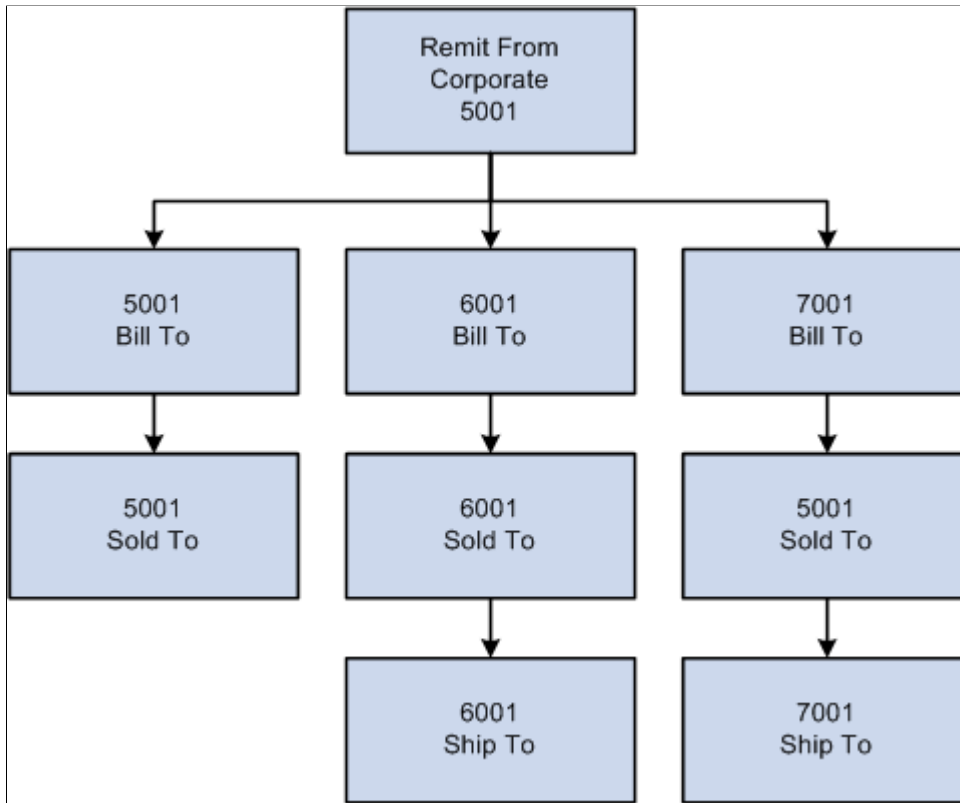 Remit From
Corporate
5001
5001
Bill To
6001
Bill To
7001
Bill To
5001
Sold To
6001
Sold To
5001
Sold To
6001
Ship To
7001
Ship To